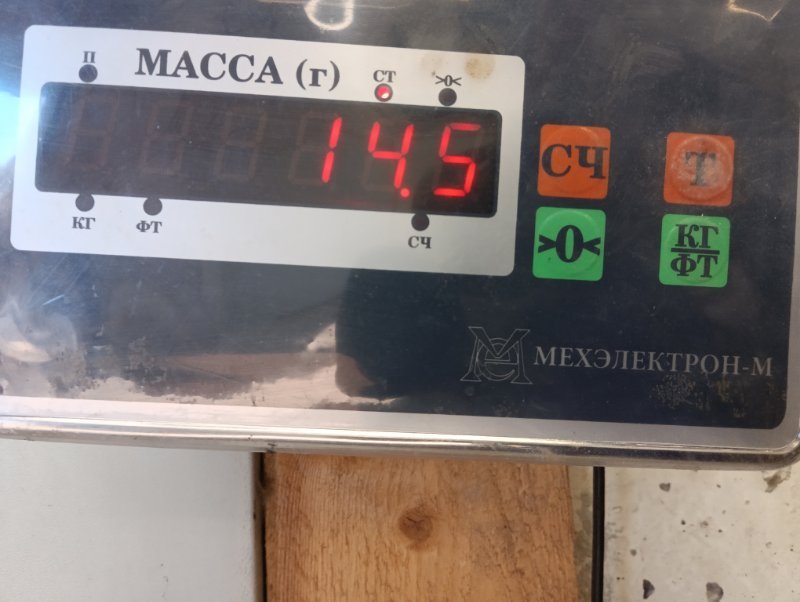 П МАССА (г) СТ >0<
14.5
КГ ФТ СЧ
СЧ Т
>0< КГ/ФТ
МЕХЭЛЕКТРОН-М